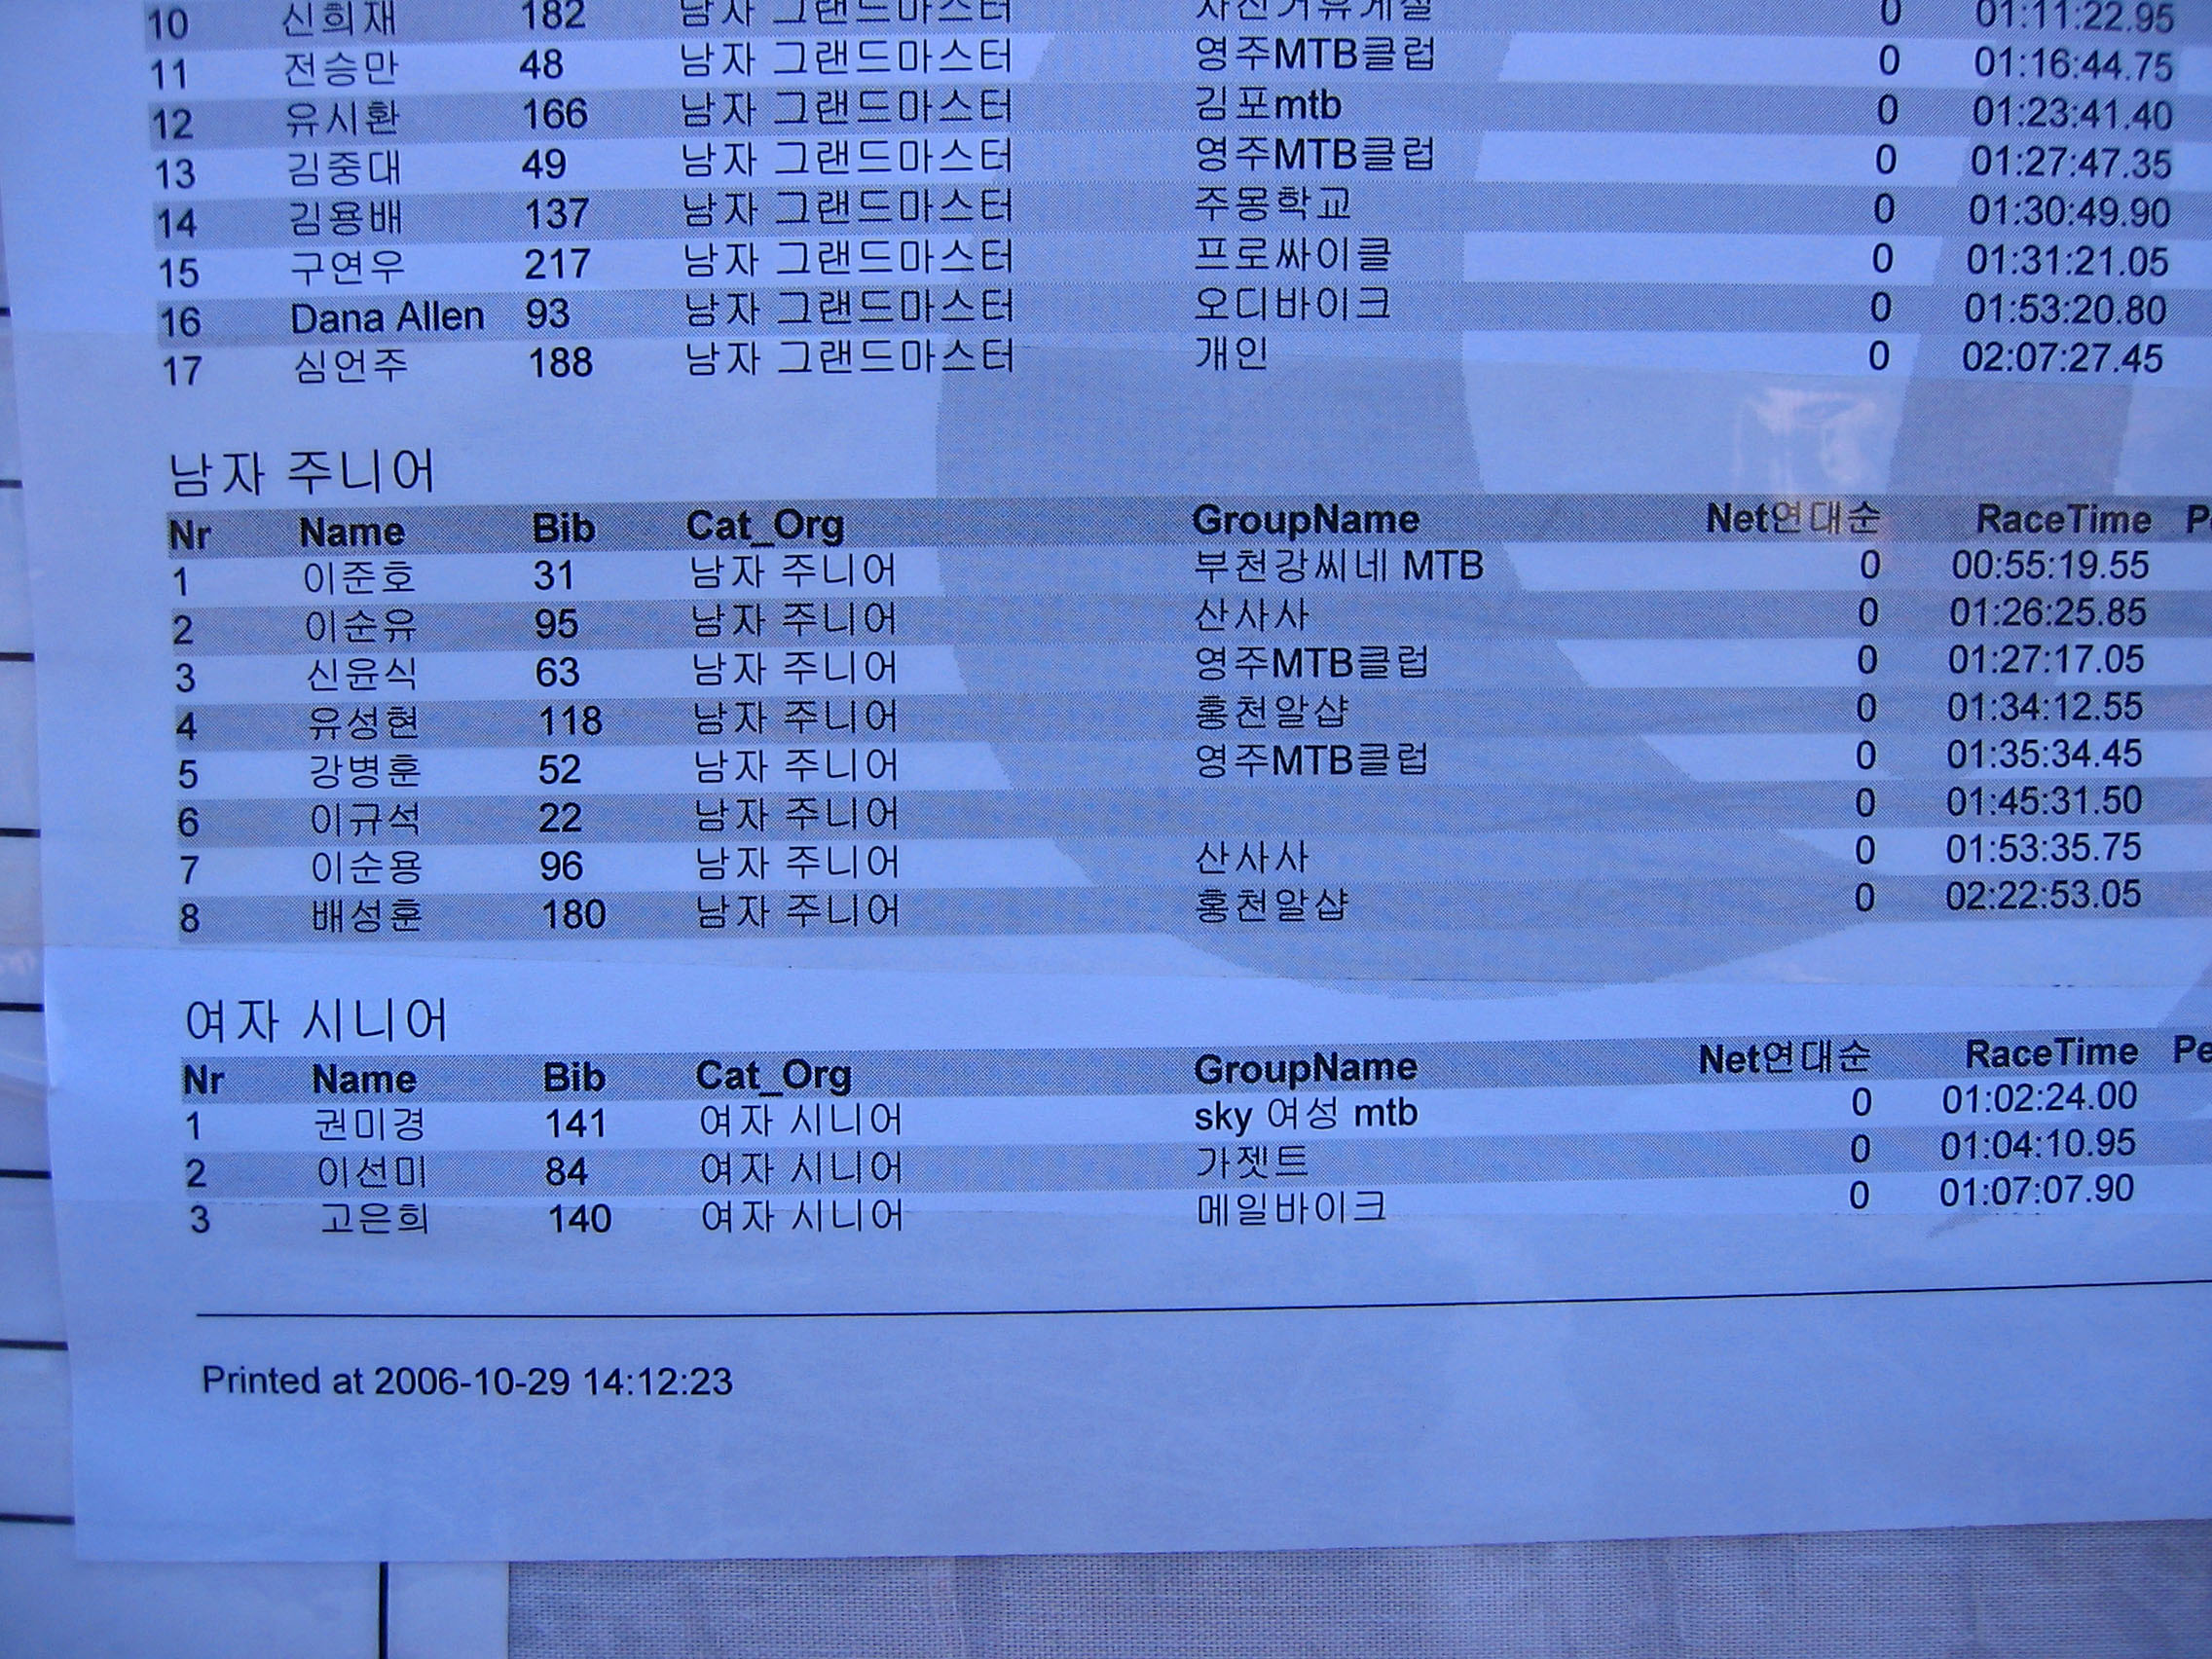 10 신희재 182 남자 그랜드마스터 0 01:11:22.95
11 전승만 48 남자 그랜드마스터 영주MTB클럽 0 01:16:44.75
12 유시환 166 남자 그랜드마스터 김포mtb 0 01:23:41.40
13 김중대 49 남자 그랜드마스터 영주MTB클럽 0 01:27:47.35
14 김용배 137 남자 그랜드마스터 주몽학교 0 01:30:49.90
15 구연우 217 남자 그랜드마스터 프로싸이클 0 01:31:21.05
16 Dana Allen 93 남자 그랜드마스터 오디바이크 0 01:53:20.80
17 심언주 188 남자 그랜드마스터 개인 0 02:07:27.45
남자 주니어
Nr Name Bib Cat_Org GroupName Net연대순 RaceTime
1 이준호 31 남자 주니어 부천강씨네 MTB 0 00:55:19.55
2 이순유 95 남자 주니어 산사사 0 01:26:25.85
3 신윤식 63 남자 주니어 영주MTB클럽 0 01:27:17.05
4 유성현 118 남자 주니어 홍천알샵 0 01:34:12.55
5 강병훈 52 남자 주니어 영주MTB클럽 0 01:35:34.45
6 이규석 22 남자 주니어 0 01:45:31.50
7 이순용 96 남자 주니어 산사사 0 01:53:35.75
8 배성훈 180 남자 주니어 홍천알샵 0 02:22:53.05
여자 시니어
Nr Name Bib Cat_Org GroupName Net연대순 RaceTime
1 권미경 141 여자 시니어 sky 여성 mtb 0 01:02:24.00
2 이선미 84 여자 시니어 가젯트 0 01:04:10.95
3 고은희 140 여자 시니어 메일바이크 0 01:07:07.90
Printed at 2006-10-29 14:12:23